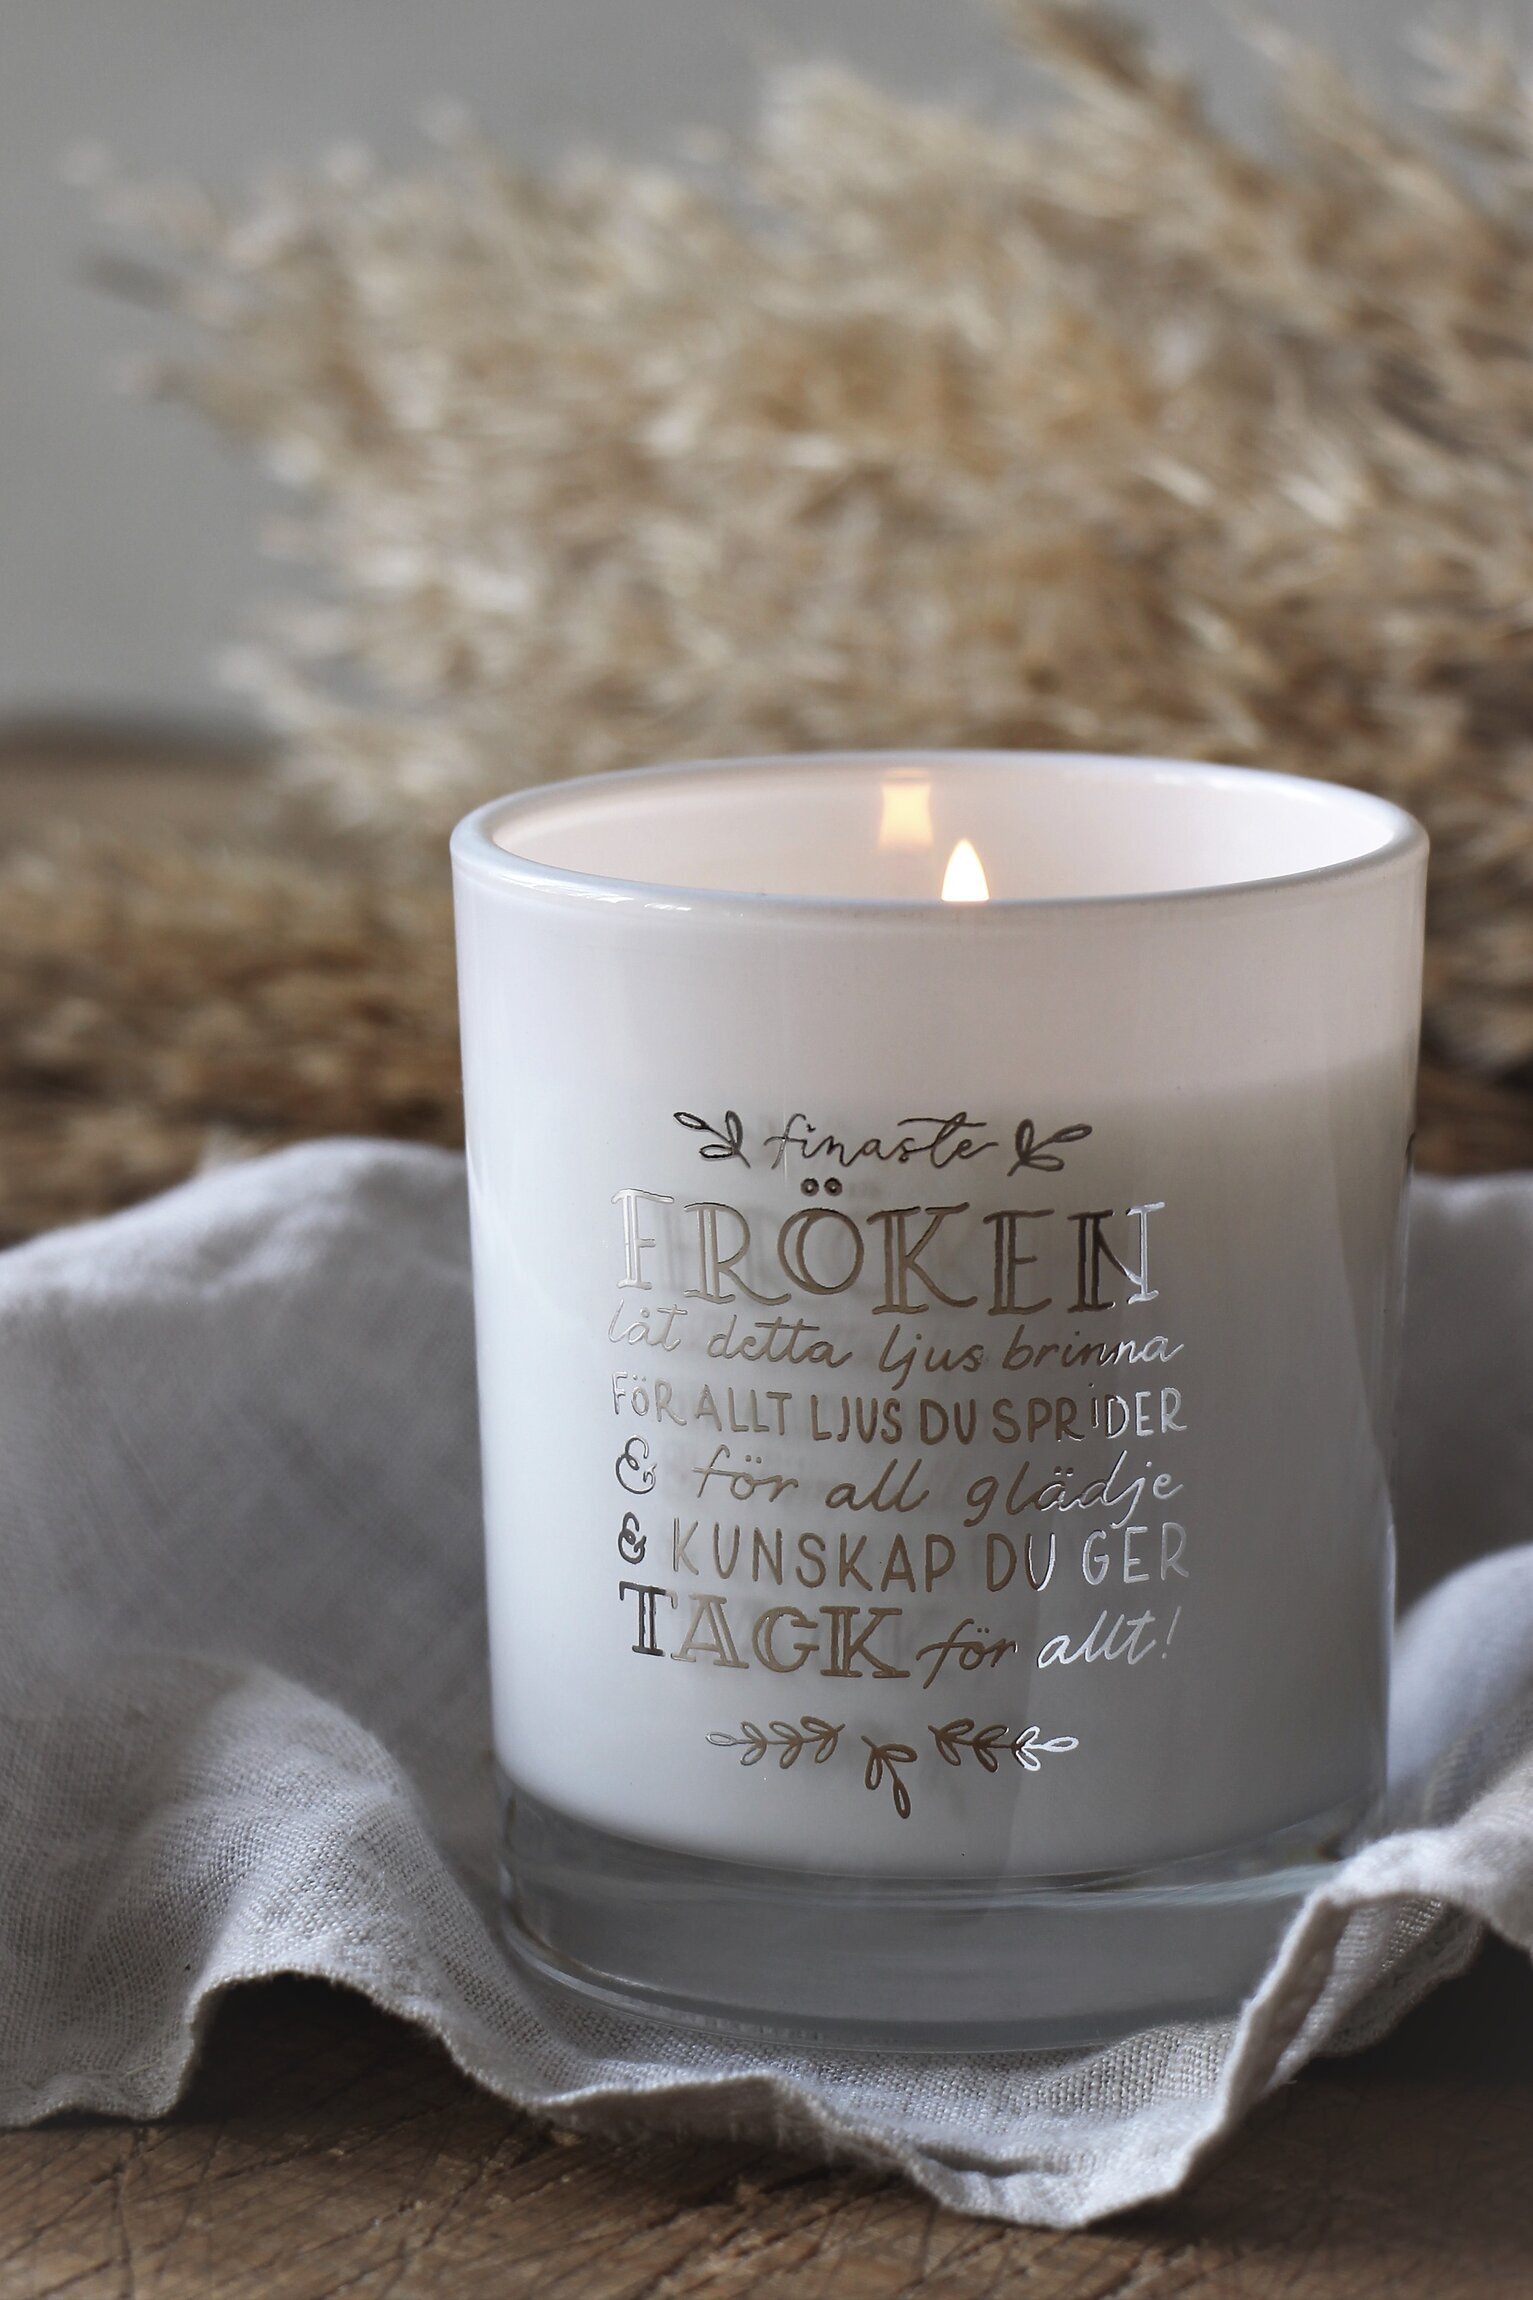 finaste
FRÖKEN
låt detta ljus brinna
FÖR ALLT LJUS DU SPRIDER
& för all glädje
& KUNSKAP DU GER
TACK för allt!